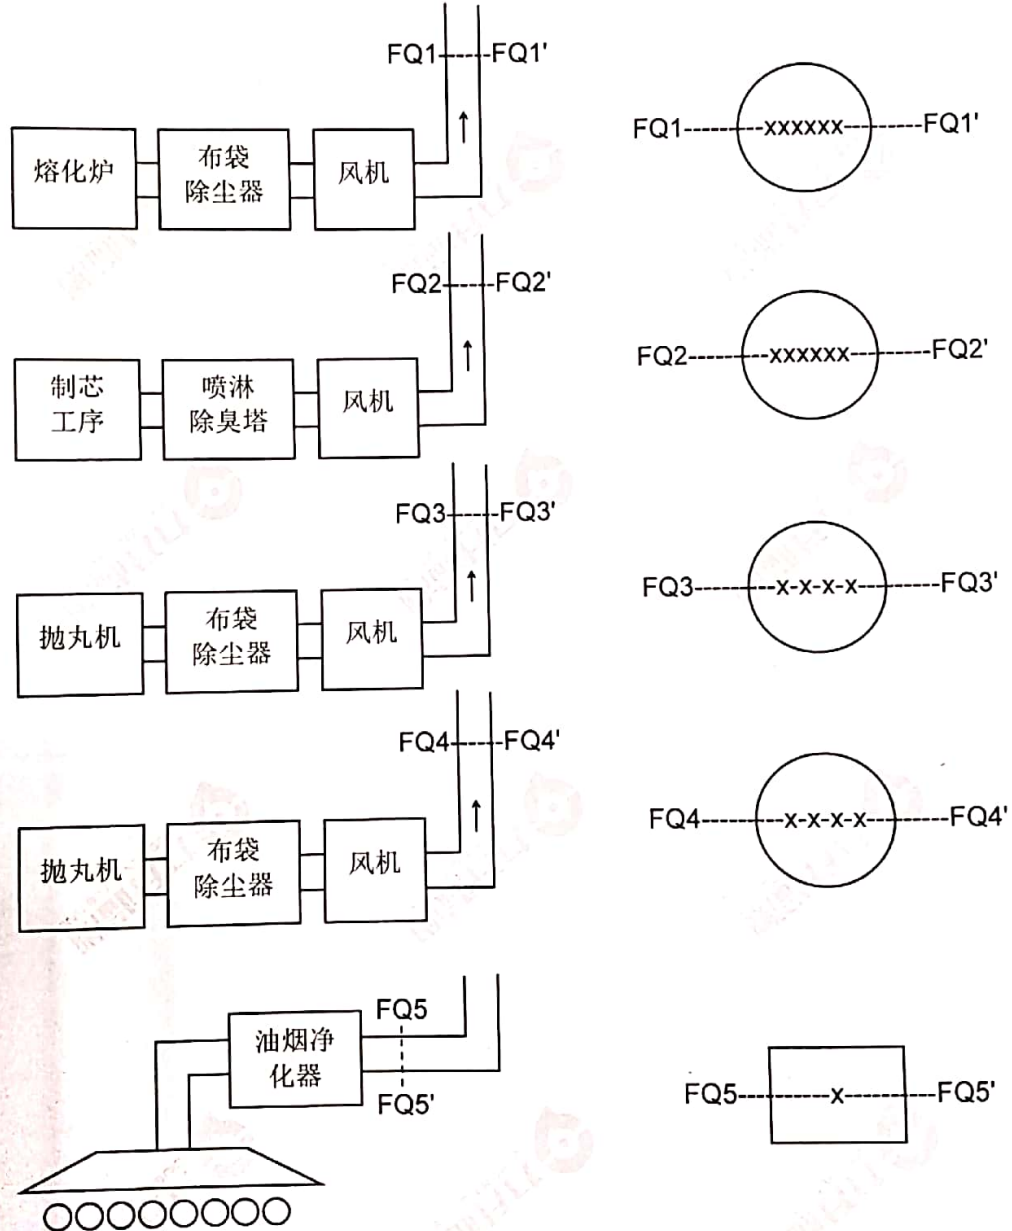 FQ1------FQ1'
熔化炉
布袋
除尘器
风机
FQ1---------xxxxxx---------FQ1'
FQ2------FQ2'
制芯
工序
喷淋
除臭塔
风机
FQ2---------xxxxxx---------FQ2'
FQ3------FQ3'
抛丸机
布袋
除尘器
风机
FQ3---------x-x-x-x---------FQ3'
FQ4------FQ4'
抛丸机
布袋
除尘器
风机
FQ4---------x-x-x-x---------FQ4'
油烟净
化器
FQ5
FQ5'
FQ5---------x---------FQ5'